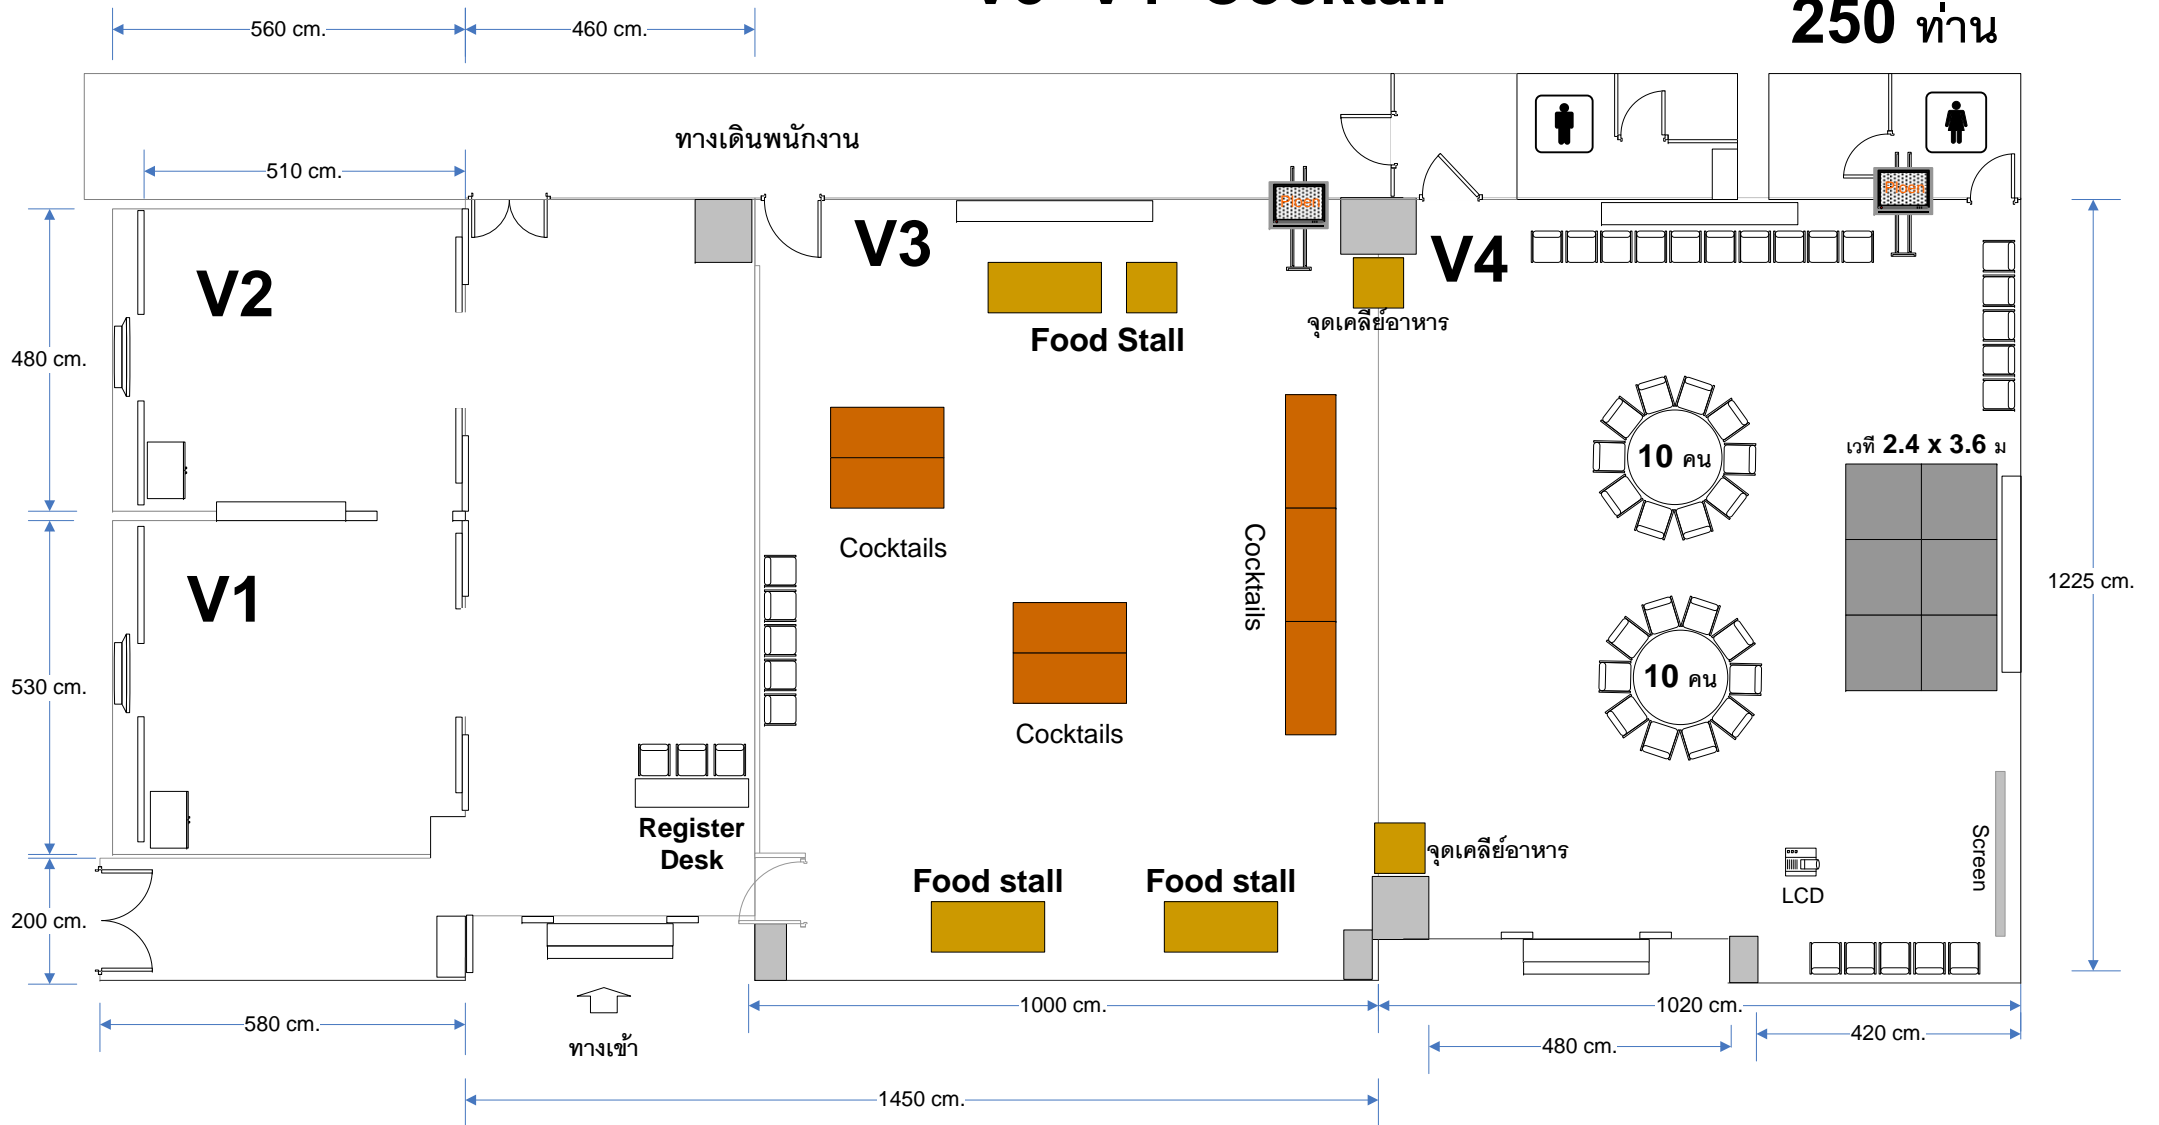 560 cm.
460 cm.
250 ท่าน
ทางเดินพนักงาน
510 cm.
Ploen
Ploen
V3
V4
V2
Food Stall
จุดเคลียอาหาร
480 cm.
10 คน
เวที 2.4 x 3.6 ม
Cocktails
Cocktails
V1
1225 cm.
530 cm.
10 คน
Cocktails
Register
Desk
จุดเคลียอาหาร
Screen
LCD
Food stall
Food stall
200 cm.
1000 cm.
1020 cm.
580 cm.
ทางเข้า
480 cm.
420 cm.
1450 cm.